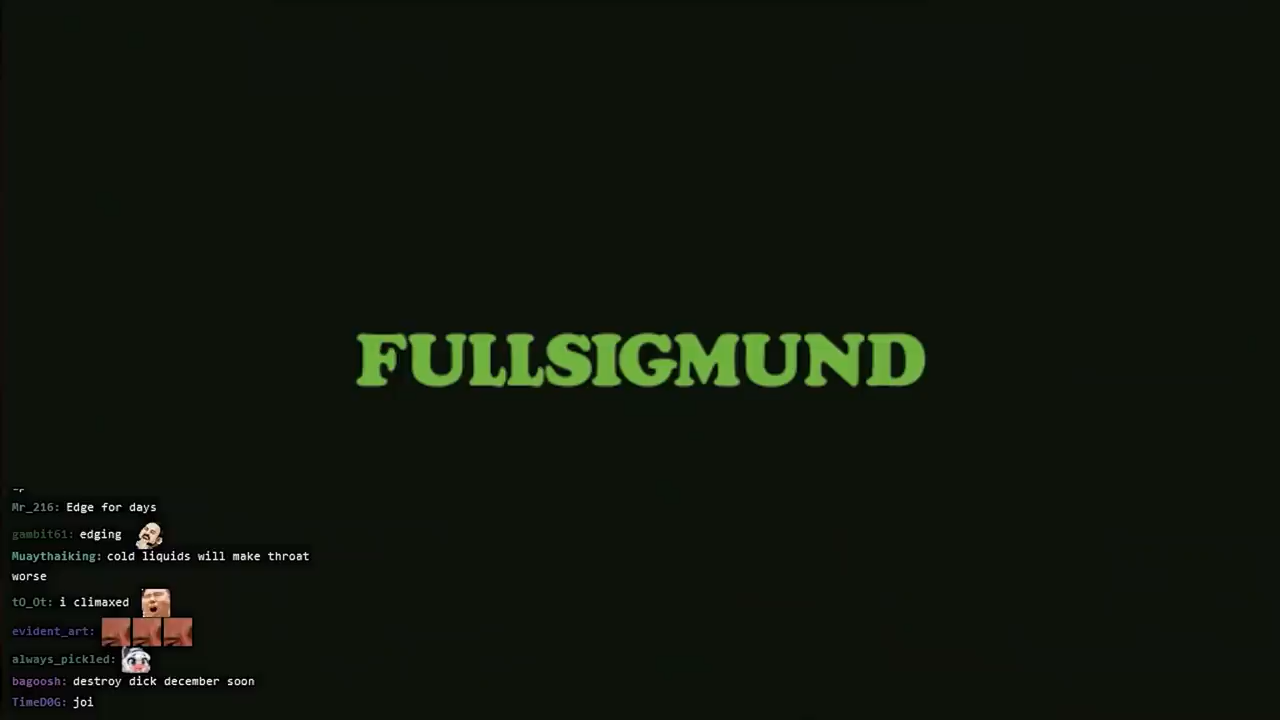 FULLSIGMUND
Mr_216: Edge for days
gambit61: edging
Muaythaiking: cold liquids will make throat
worse
tO_Ot: i climaxed
evident_art:
always_pickled:
bagoosh: destroy dick december soon
TimeD0G: joi